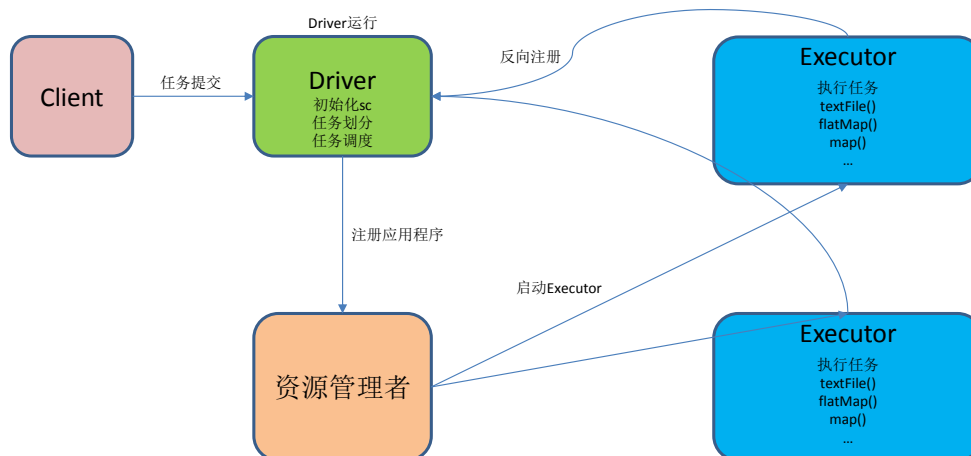 Driver运行
Client
任务提交
Driver
初始化sc
任务划分
任务调度
反向注册
Executor
执行任务
textFile()
flatMap()
map()
...
注册应用程序
启动Executor
资源管理者
Executor
执行任务
textFile()
flatMap()
map()
...